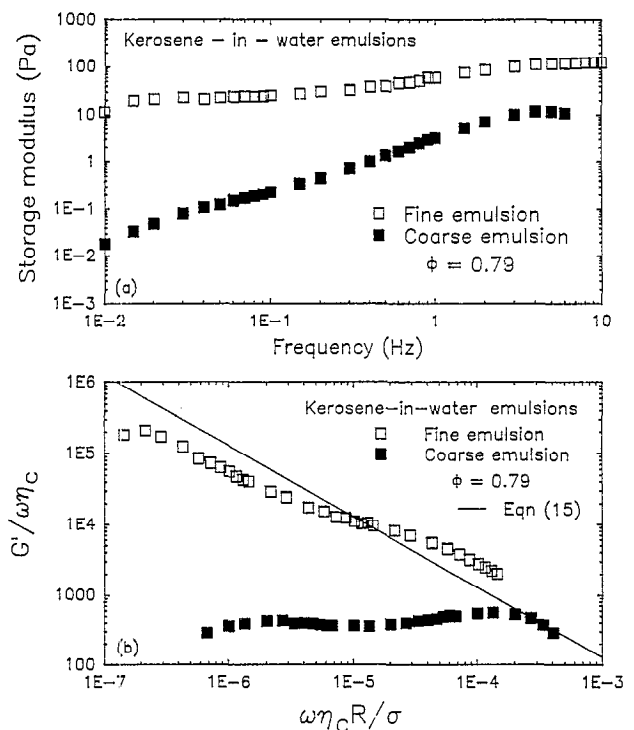 1000
100
10
1
1E-1
1E-2
1E-3
Storage modulus (Pa)
Kerosene - in - water emulsions
□ Fine emulsion
■ Coarse emulsion
ϕ = 0.79
(a)
1E-2 1E-1 1 10
Frequency (Hz)
1E6
1E5
1E4
1000
100
G'/ωηC
Kerosene-in-water emulsions
□ Fine emulsion
■ Coarse emulsion
ϕ = 0.79
— Eqn (15)
(b)
1E-7 1E-6 1E-5 1E-4 1E-3
ωηCR/σ